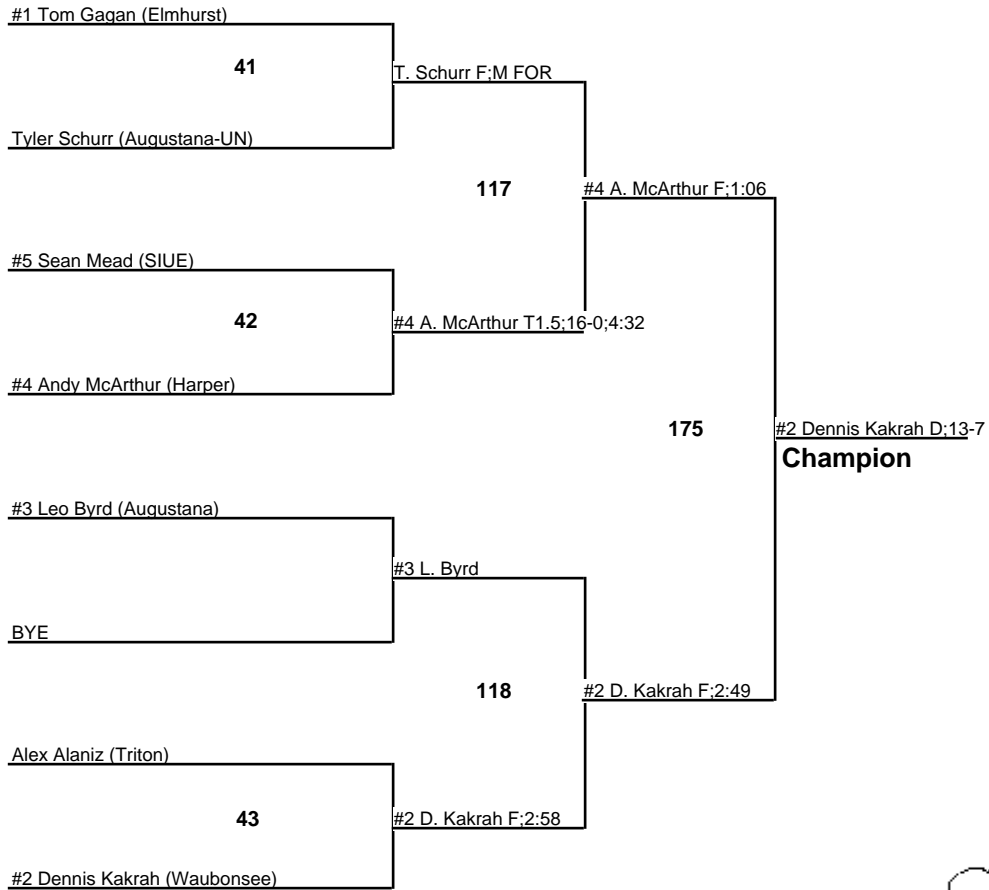 #1 Tom Gagan (Elmhurst)
41
T. Schurr F;M FOR
Tyler Schurr (Augustana-UN)
117
#4 A. McArthur F;1:06
#5 Sean Mead (SIUE)
42
#4 A. McArthur T1.5;16-0;4:32
#4 Andy McArthur (Harper)
175
#2 Dennis Kakrah D;13-7
Champion
#3 Leo Byrd (Augustana)
#3 L. Byrd
BYE
118
#2 D. Kakrah F;2:49
Alex Alaniz (Triton)
43
#2 D. Kakrah F;2:58
#2 Dennis Kakrah (Waubonsee)